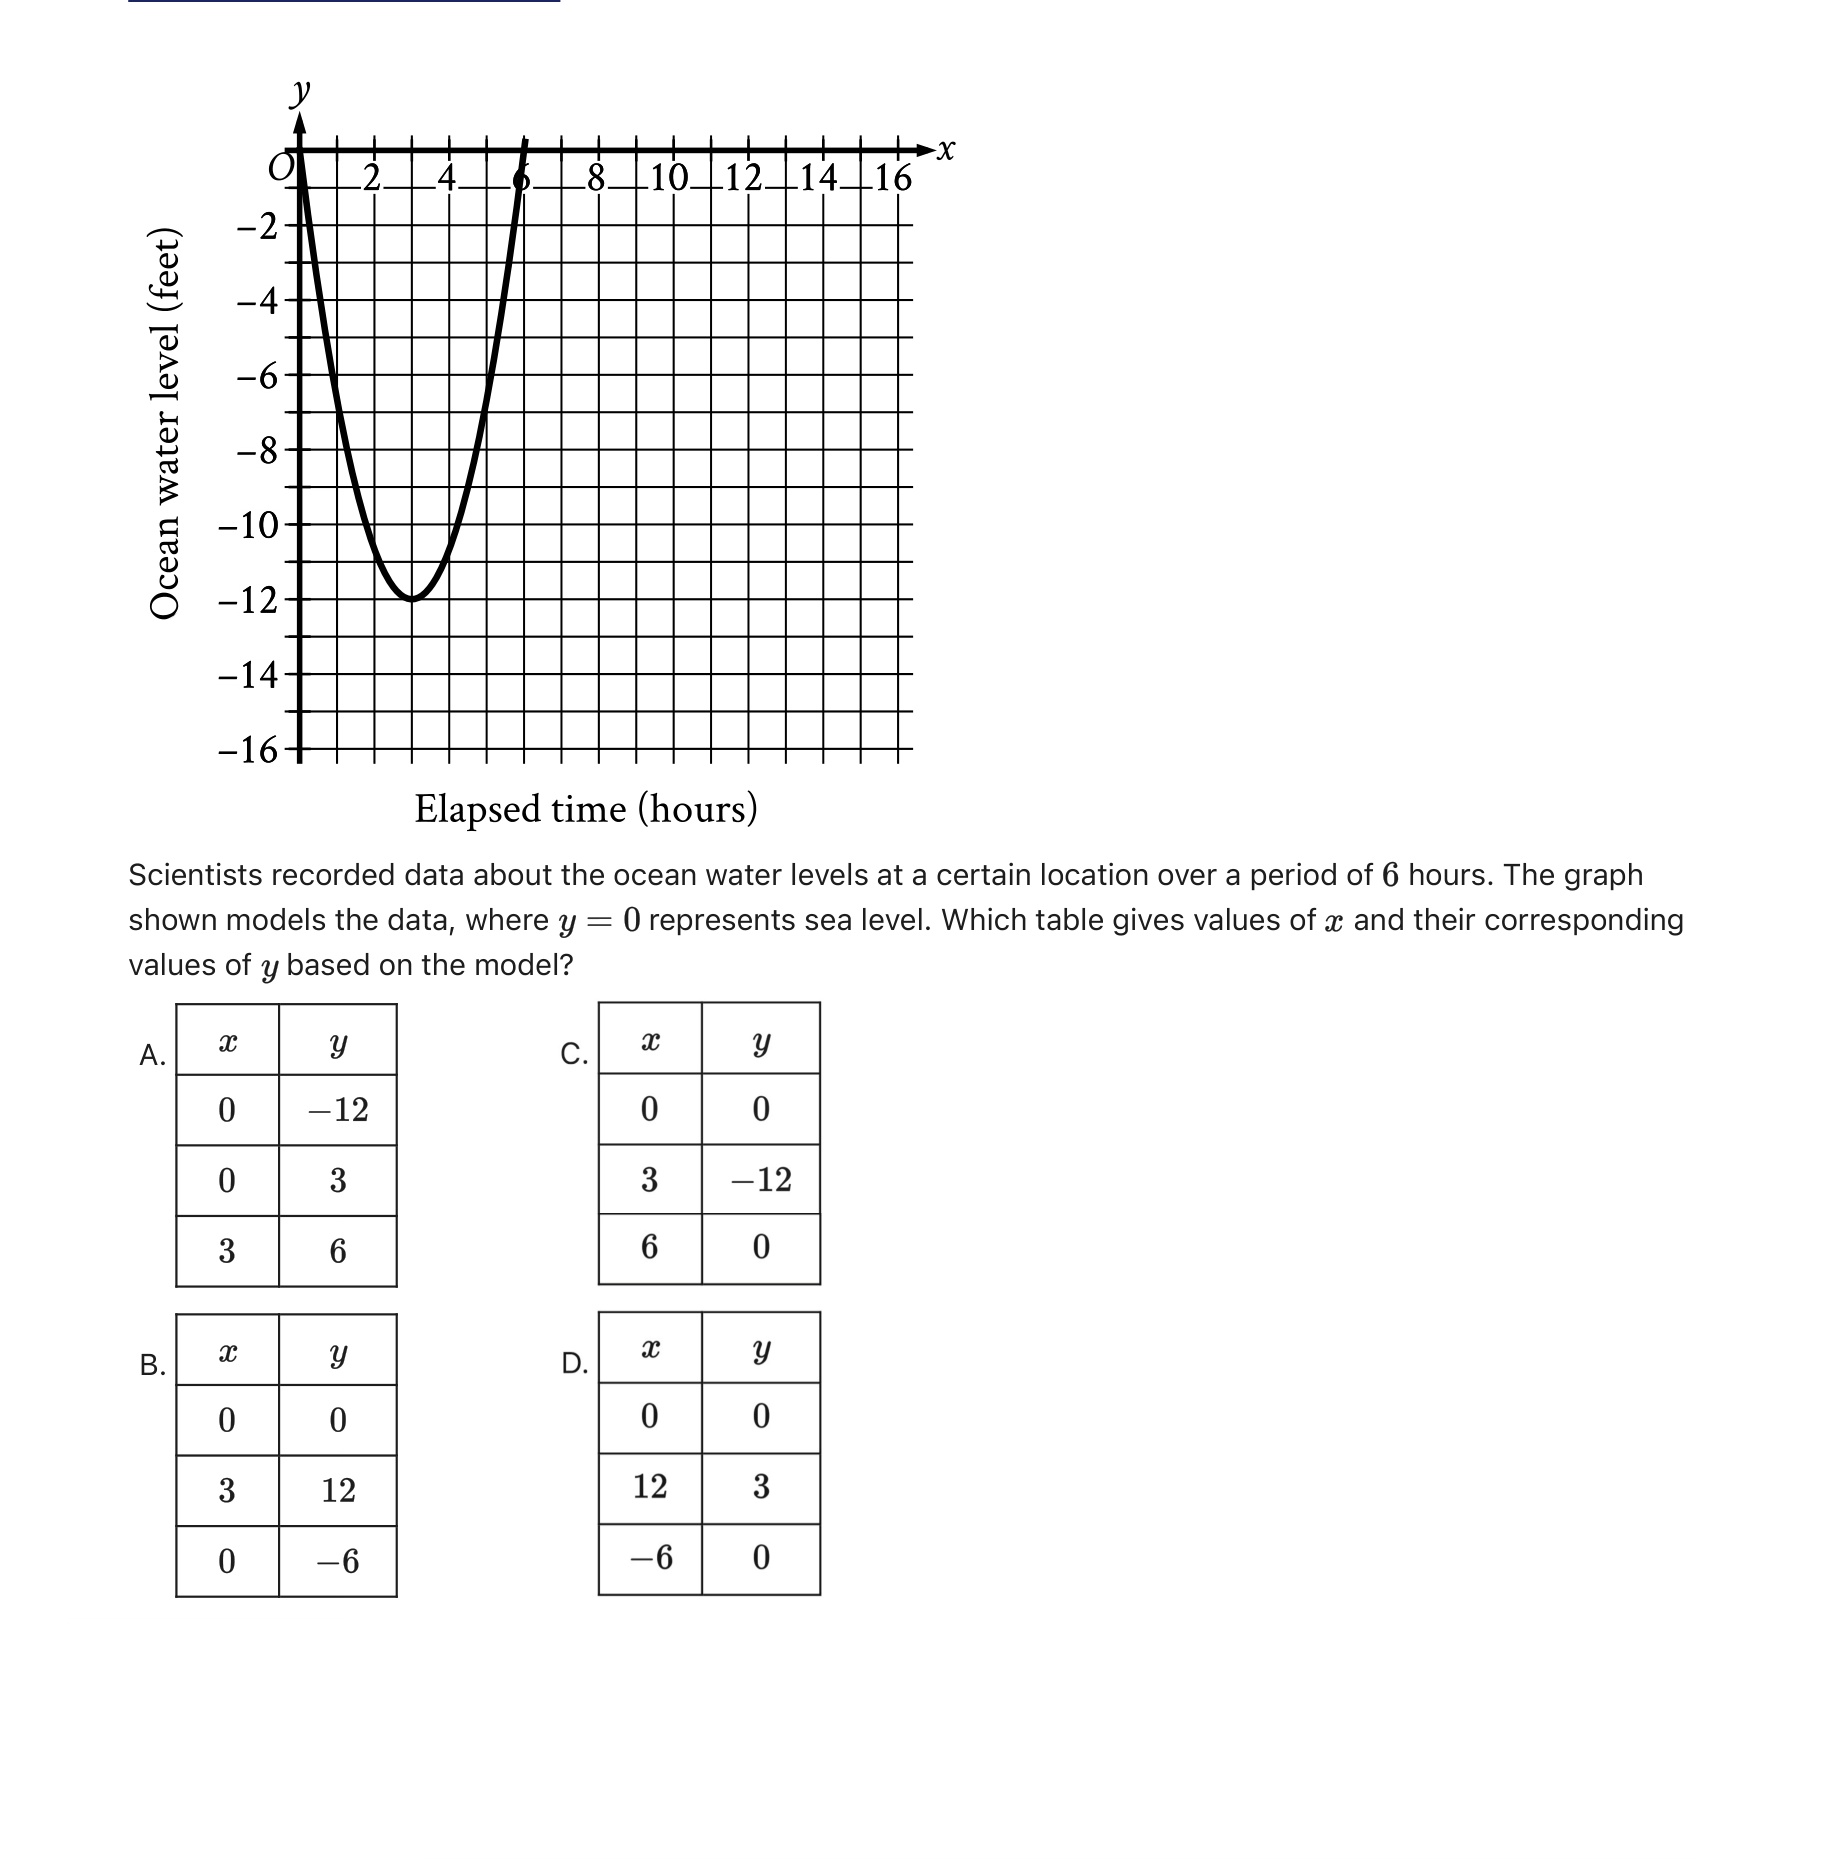 y
x
O
2 4 6 8 10 12 14 16
−2
−4
−6
−8
−10
−12
−14
−16
Ocean water level (feet)
Elapsed time (hours)
Scientists recorded data about the ocean water levels at a certain location over a period of 6 hours. The graph
shown models the data, where y = 0 represents sea level. Which table gives values of x and their corresponding
values of y based on the model?
A.
x y
0 −12
0 3
3 6
B.
x y
0 0
3 12
0 −6
C.
x y
0 0
3 −12
6 0
D.
x y
0 0
12 3
−6 0